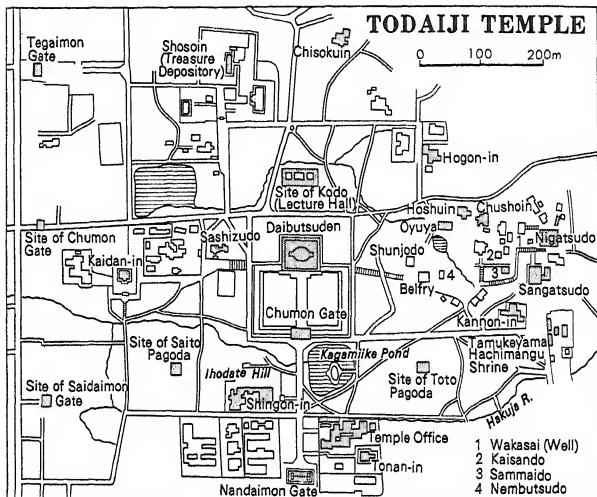 TODAIJI TEMPLE
0 100 200m
Tegaimon
Gate
Shosoin
(Treasure
Depository)
Chisokuin
Hogon-in
Site of Kodo
(Lecture Hall)
Hoshuin
Chushoin
Oyuya
Nigatsudo
Site of Chumon
Gate
Sashizudo
Daibutsuden
Shunjodo
1
2
3
4
Kaidan-in
Belfry
Sangatsudo
Chumon Gate
Kannon-in
Tamukeyama
Hachimangu
Shrine
Site of Saito
Pagoda
Ihodate Hill
Kagamiike Pond
Site of Toto
Pagoda
Site of Saidaimon
Gate
Shingon-in
Hakuja R.
Temple Office
Tonan-in
Nandaimon Gate
1 Wakasai (Well)
2 Kaisando
3 Sammaido
4 Nembutsudo